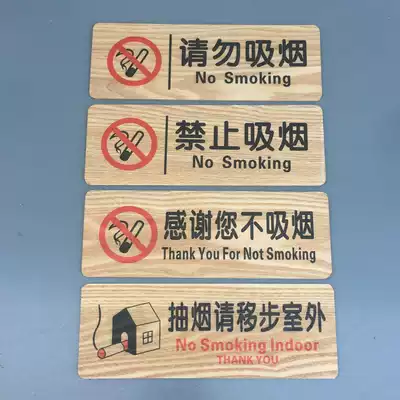 请勿吸烟
No Smoking
禁止吸烟
No Smoking
感谢您不吸烟
Thank You For Not Smoking
抽烟请移步室外
No Smoking Indoor
THANK YOU